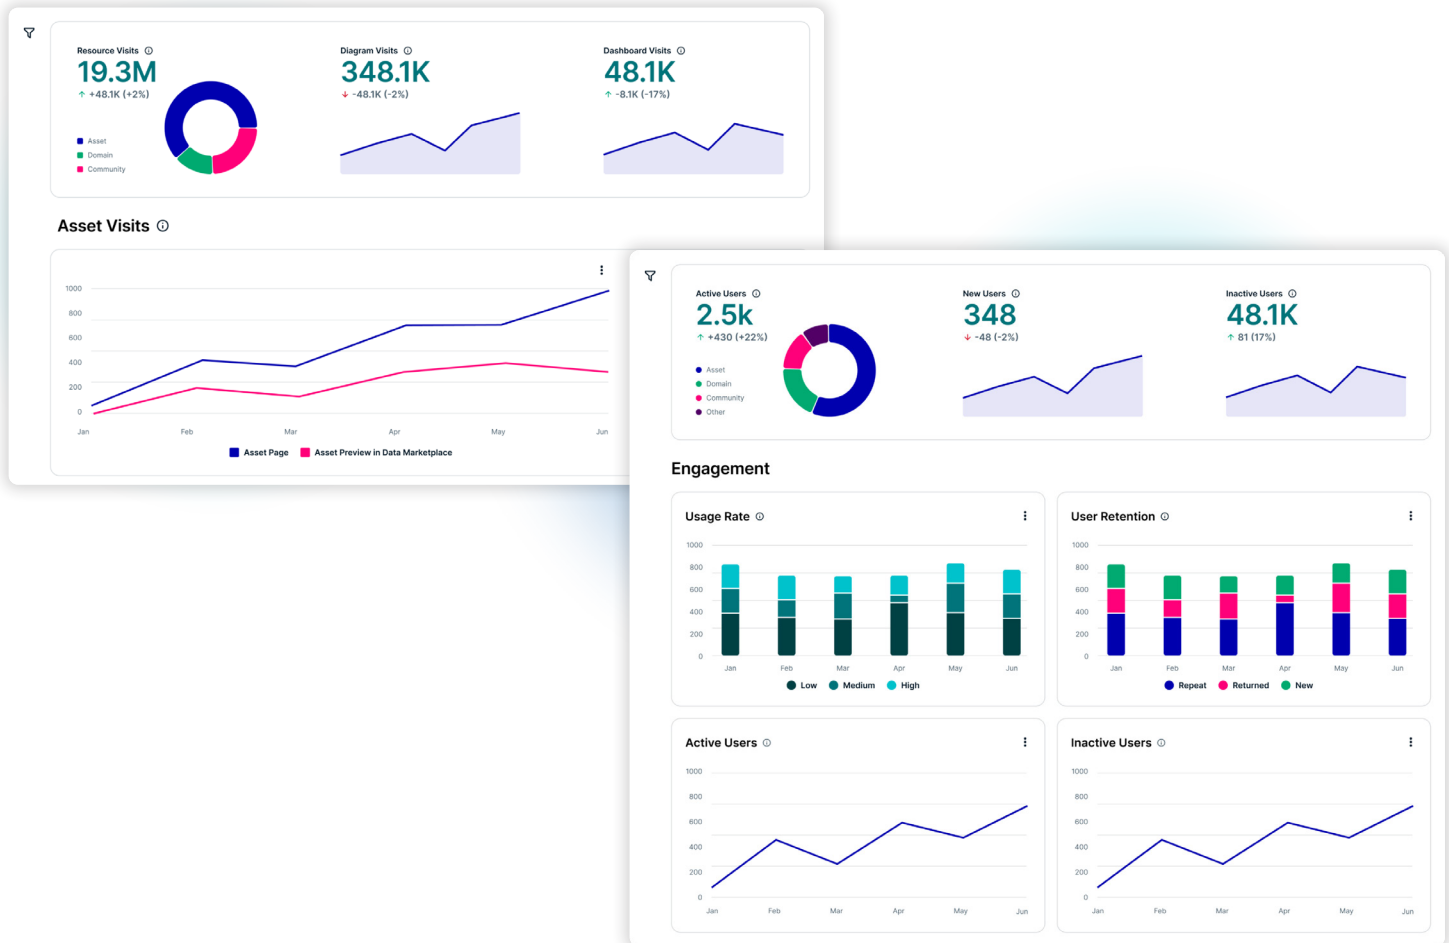 Resource Visits
19.3M
+48.1K (+2%)
Asset
Domain
Community
Diagram Visits
348.1K
-48.1K (-2%)
Dashboard Visits
48.1K
-8.1K (-17%)
Asset Visits
1000
800
600
400
200
0
Jan Feb Mar Apr May Jun
Asset Page Asset Preview in Data Marketplace
Active Users
2.5k
+430 (+22%)
Asset
Domain
Community
Other
New Users
348
-48 (-2%)
Inactive Users
48.1K
81 (17%)
Engagement
Usage Rate
1000
800
600
400
200
0
Jan Feb Mar Apr May Jun
Low Medium High
User Retention
1000
800
600
400
200
0
Jan Feb Mar Apr May Jun
Repeat Returned New
Active Users
1000
800
600
400
200
0
Jan Feb Mar Apr May Jun
Inactive Users
1000
800
600
400
200
0
Jan Feb Mar Apr May Jun